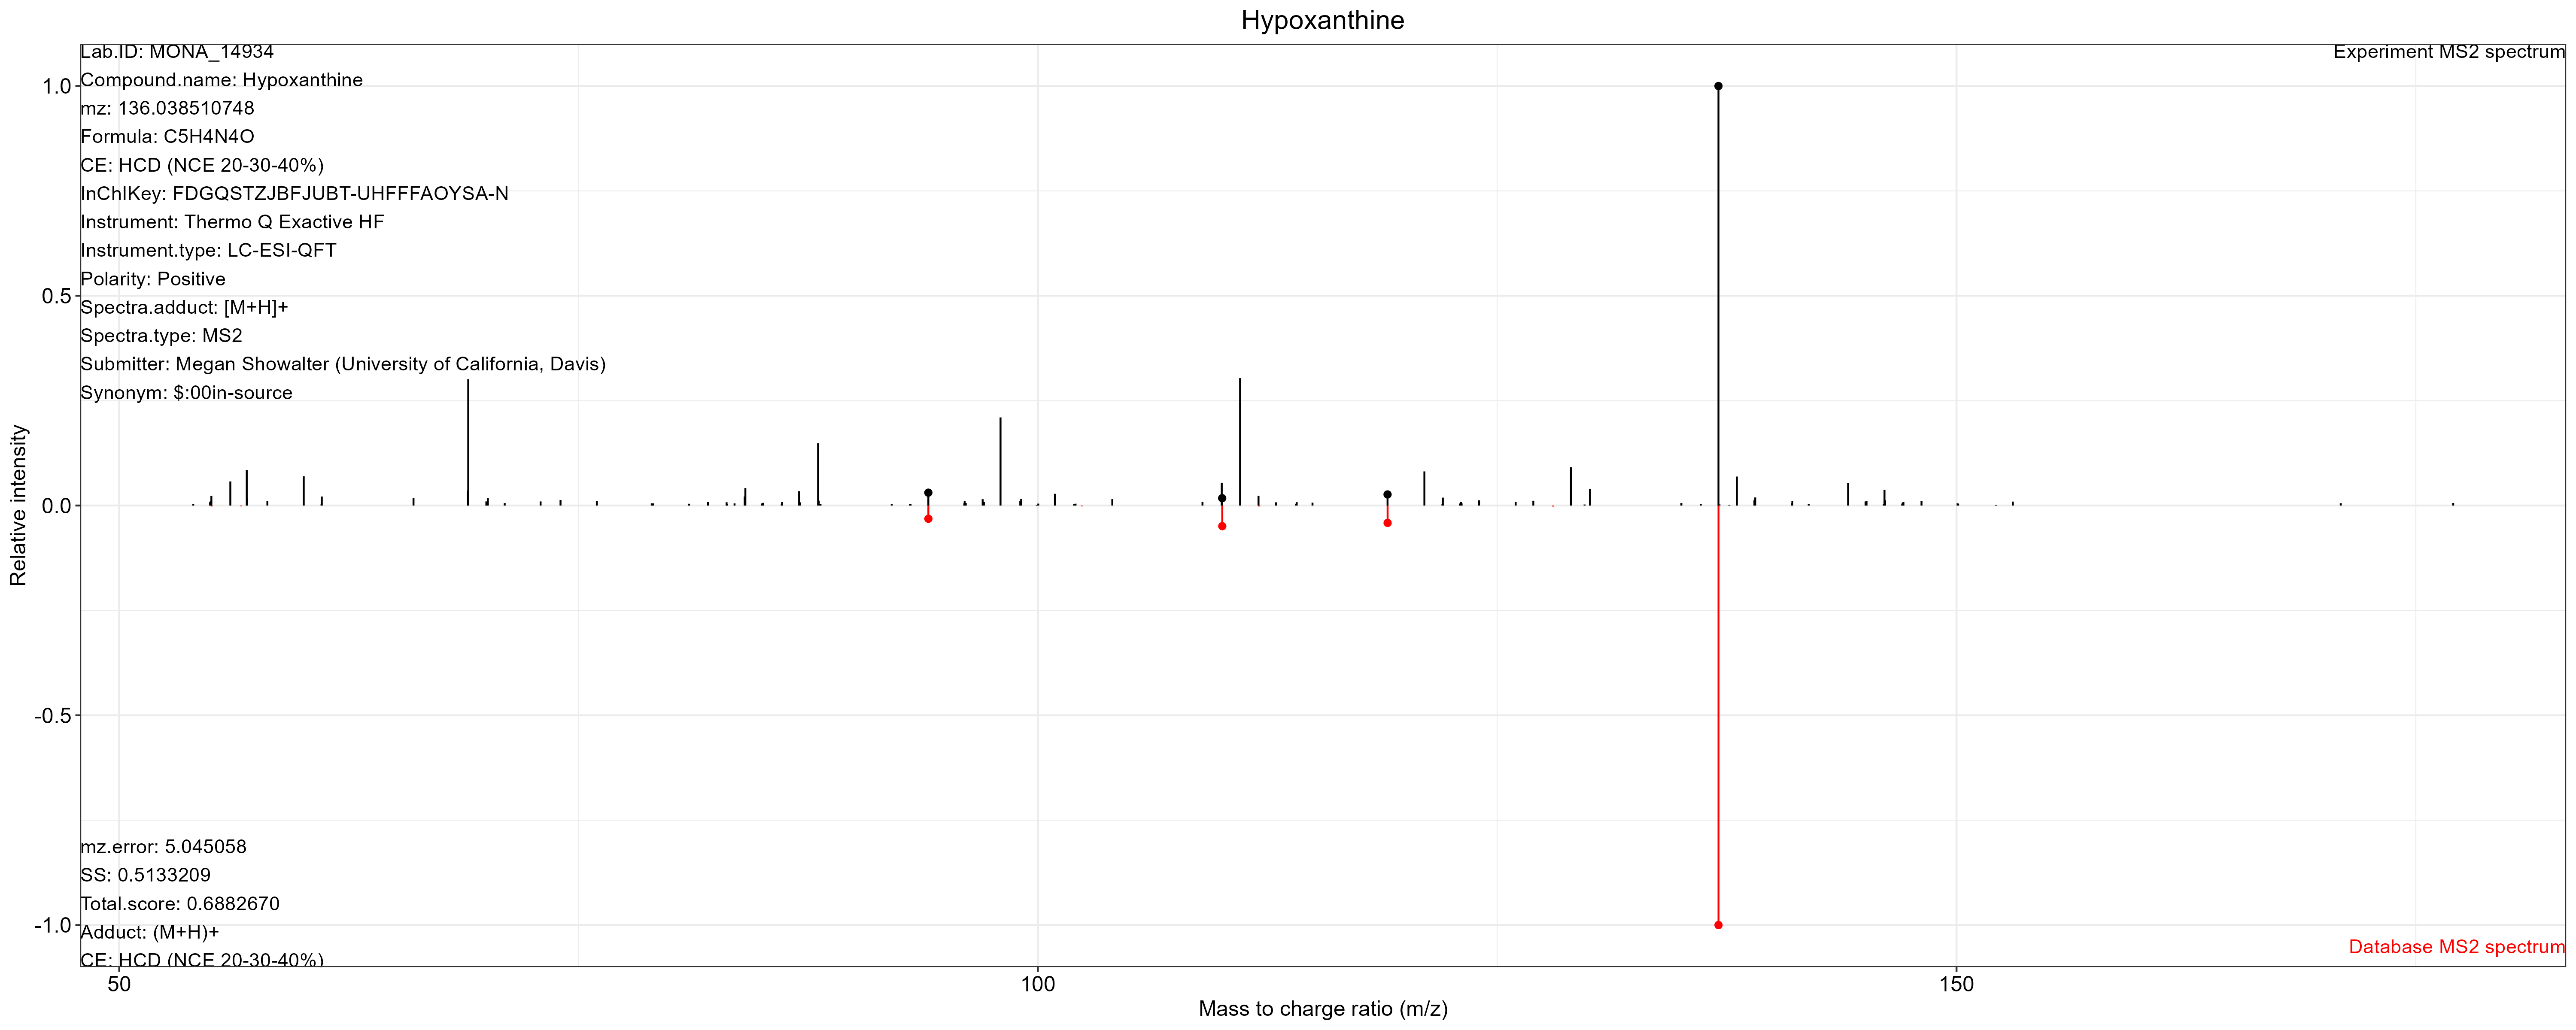 Hypoxanthine
Lab.ID: MONA_14934
Experiment MS2 spectrum
Compound.name: Hypoxanthine
mz: 136.038510748
Formula: C5H4N4O
CE: HCD (NCE 20-30-40%)
InChIKey: FDGQSTZJBFJUBT-UHFFFAOYSA-N
Instrument: Thermo Q Exactive HF
Instrument.type: LC-ESI-QFT
Polarity: Positive
Spectra.adduct: [M+H]+
Spectra.type: MS2
Submitter: Megan Showalter (University of California, Davis)
Synonym: $:00in-source
1.0
0.5
0.0
-0.5
-1.0
Relative intensity
mz.error: 5.045058
SS: 0.5133209
Total.score: 0.6882670
Adduct: (M+H)+
CE: HCD (NCE 20-30-40%)
Database MS2 spectrum
50
100
150
Mass to charge ratio (m/z)